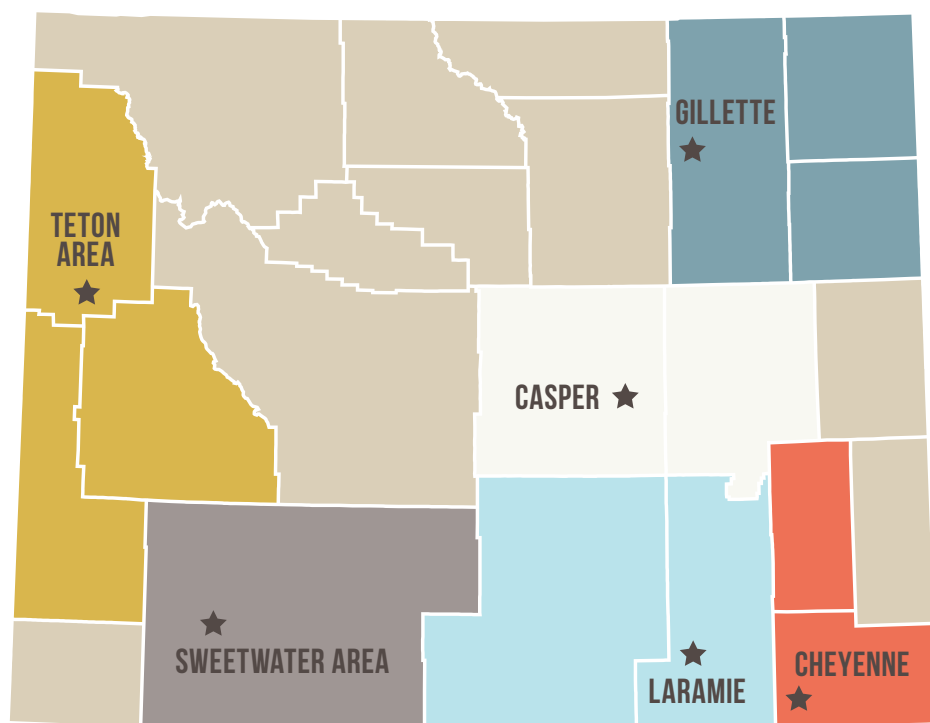 GILLETTE
TETON
AREA
CASPER
SWEETWATER AREA
CHEYENNE
LARAMIE